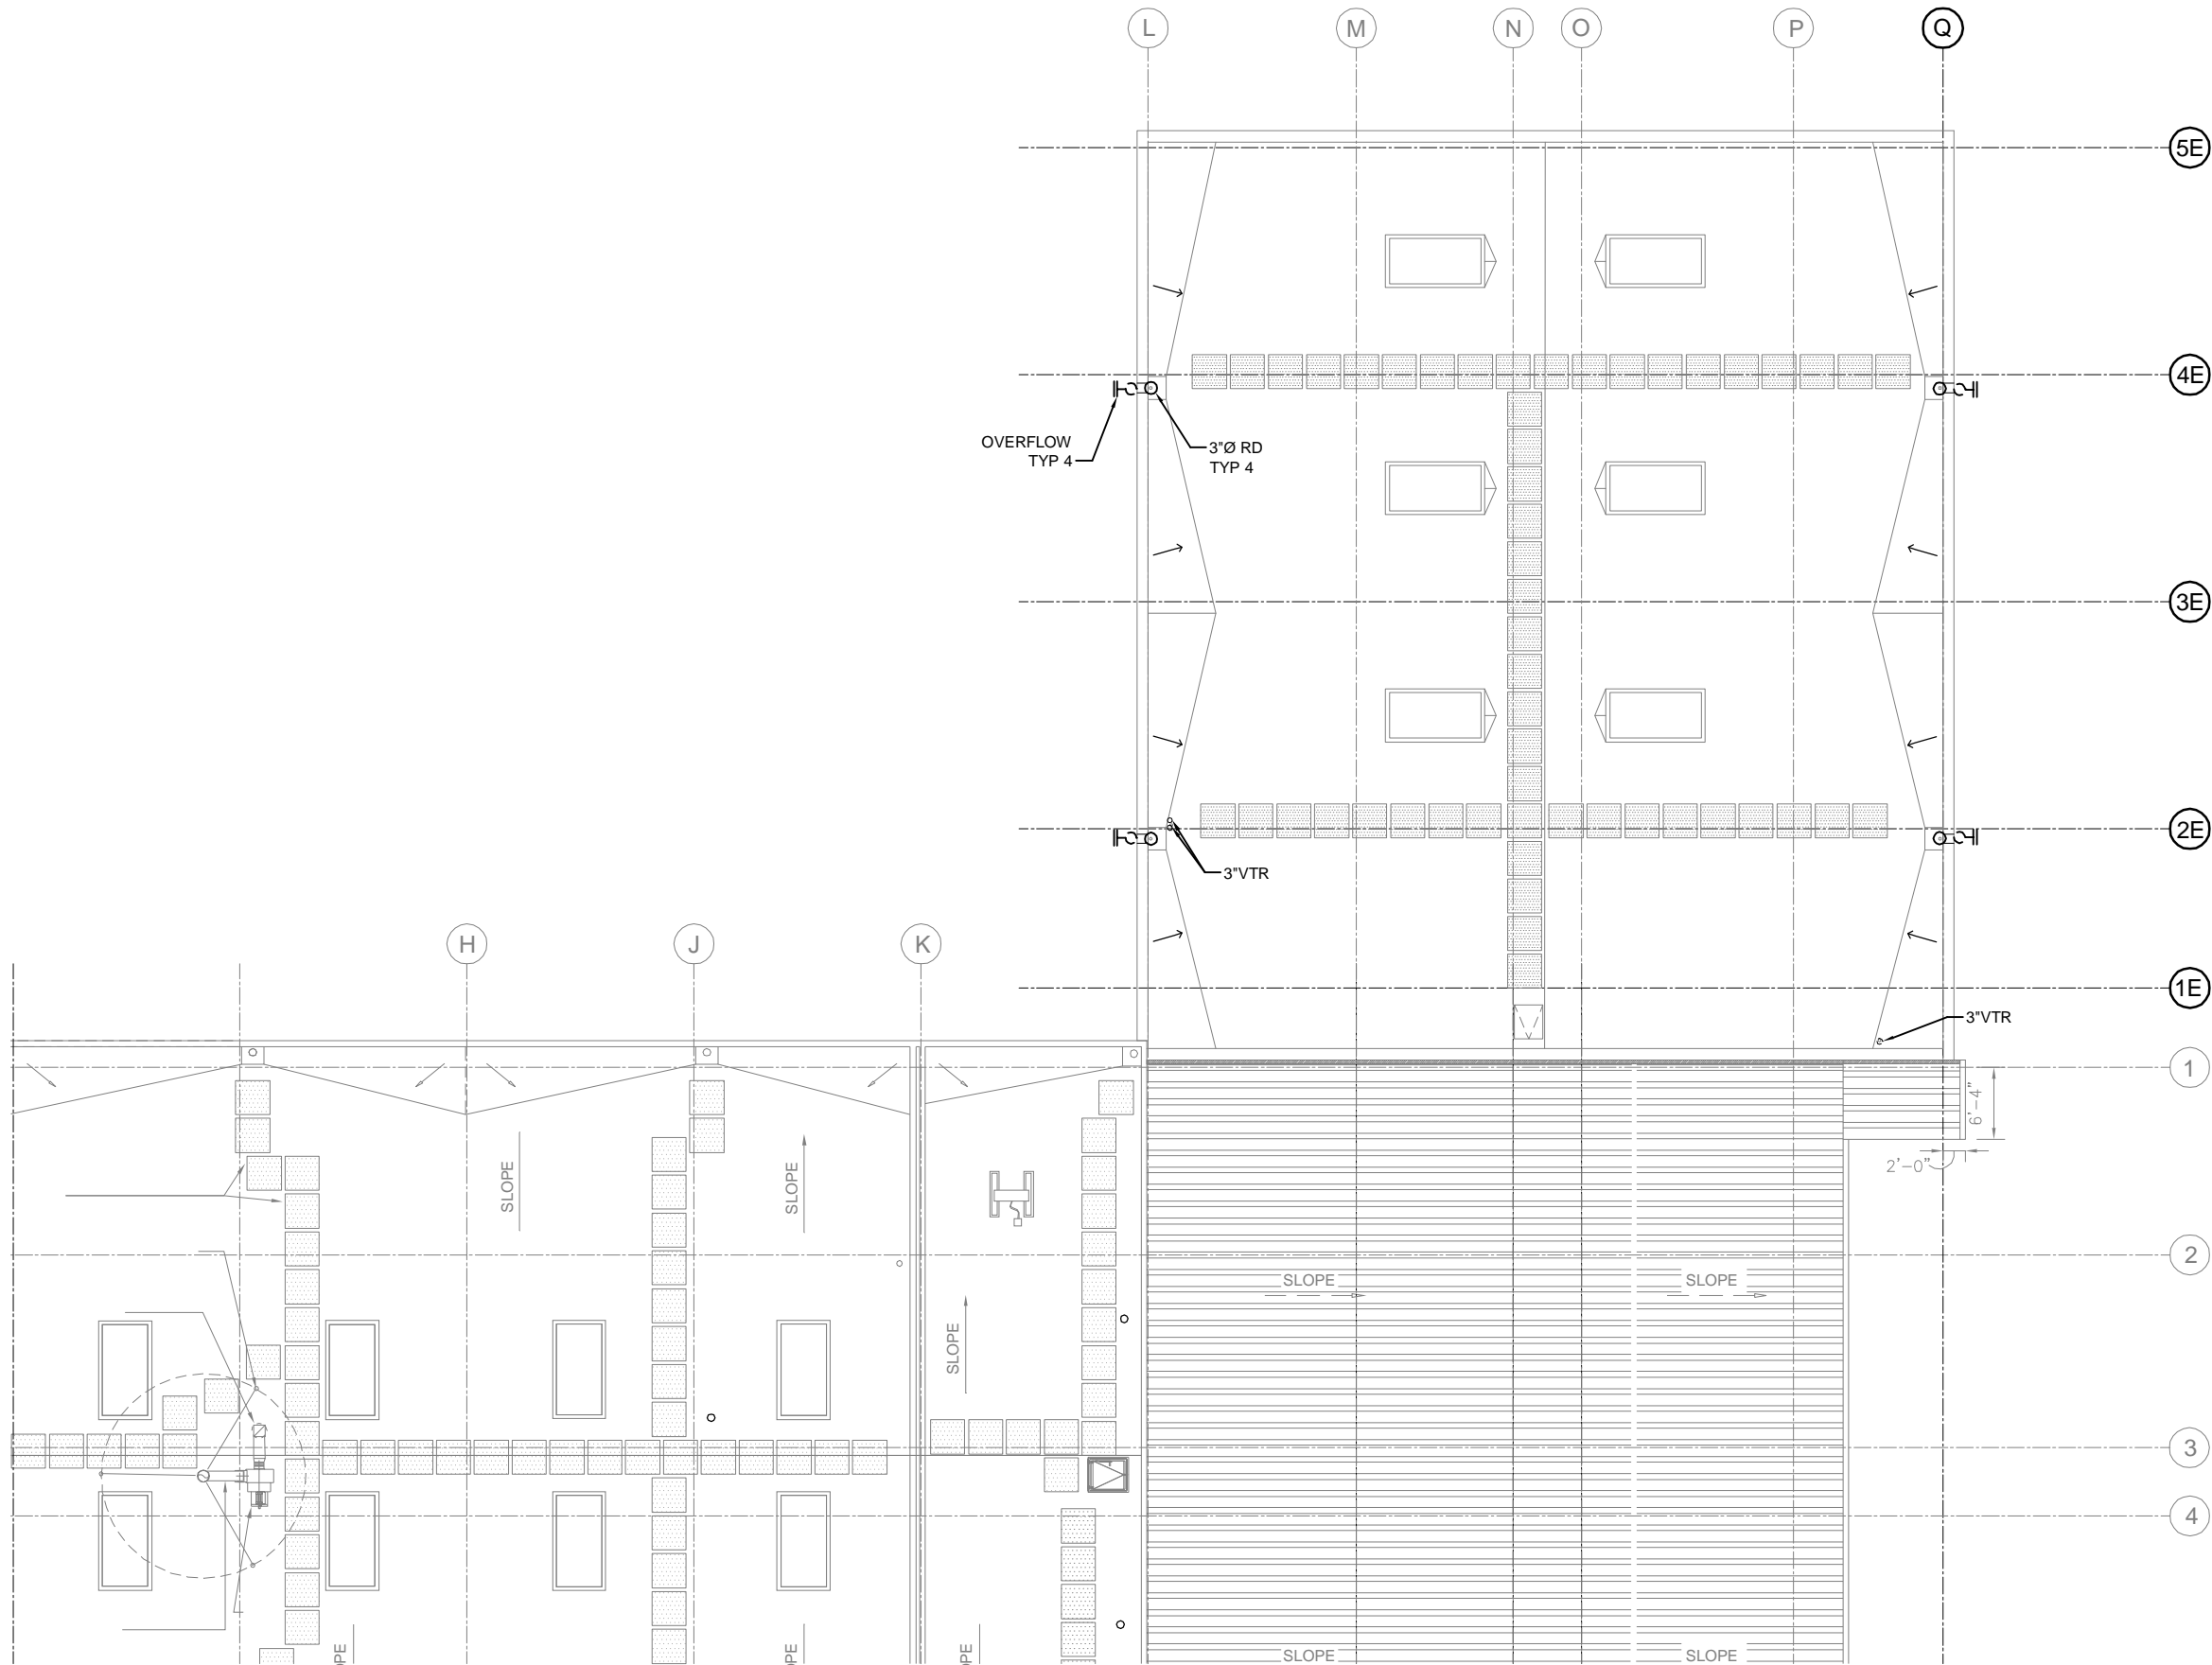 L
M
N
O
P
Q
5E
4E
OVERFLOW
TYP 4
3"Ø RD
TYP 4
3E
2E
3"VTR
H
J
K
1E
3"VTR
1
6'-4"
2'-0"
SLOPE
SLOPE
2
SLOPE
SLOPE
SLOPE
3
4
SLOPE
SLOPE